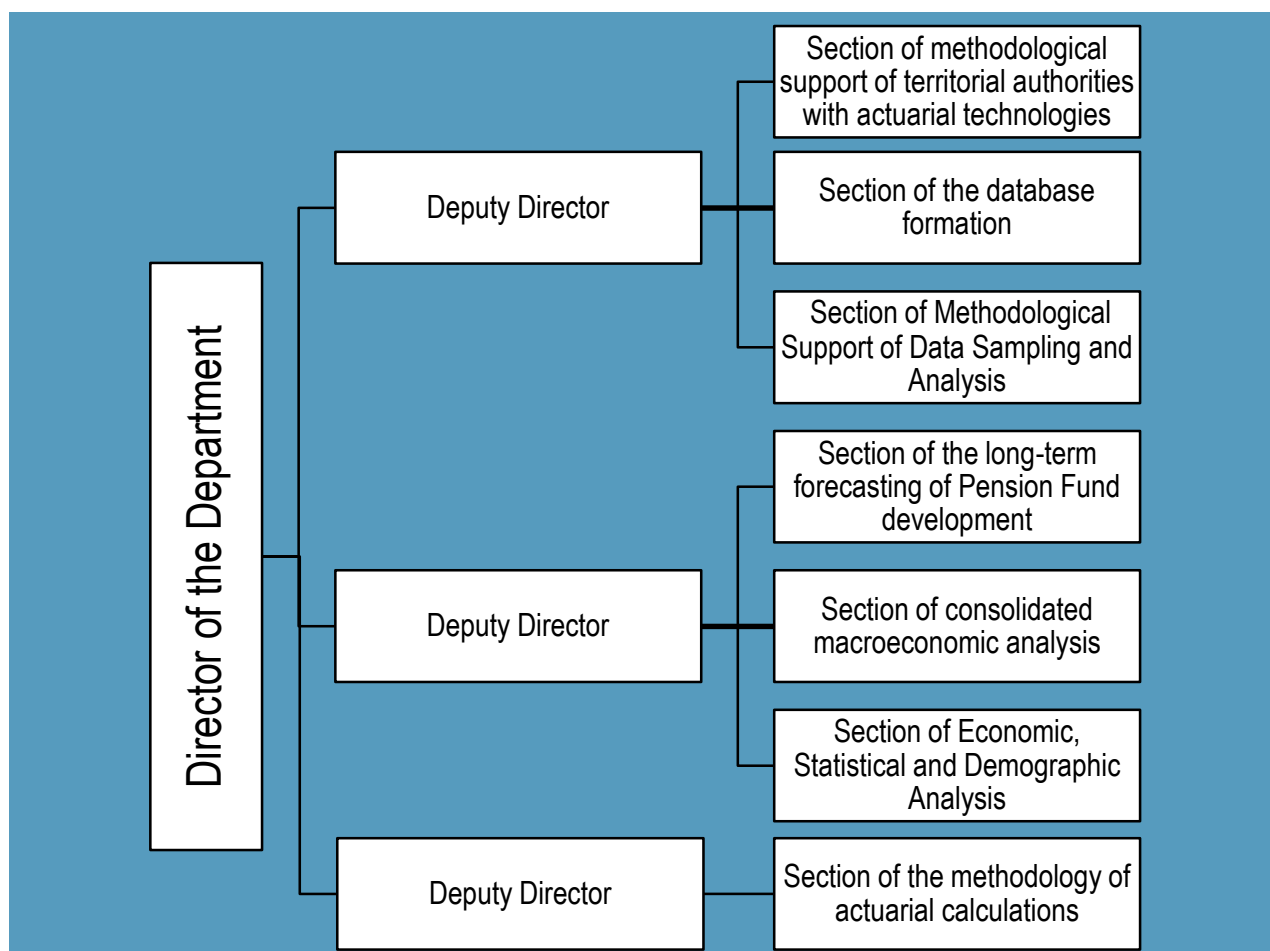 Director of the Department
Deputy Director
Section of methodological
support of territorial authorities
with actuarial technologies
Section of the database
formation
Section of Methodological
Support of Data Sampling and
Analysis
Deputy Director
Section of the long-term
forecasting of Pension Fund
development
Section of consolidated
macroeconomic analysis
Section of Economic,
Statistical and Demographic
Analysis
Deputy Director
Section of the methodology of
actuarial calculations